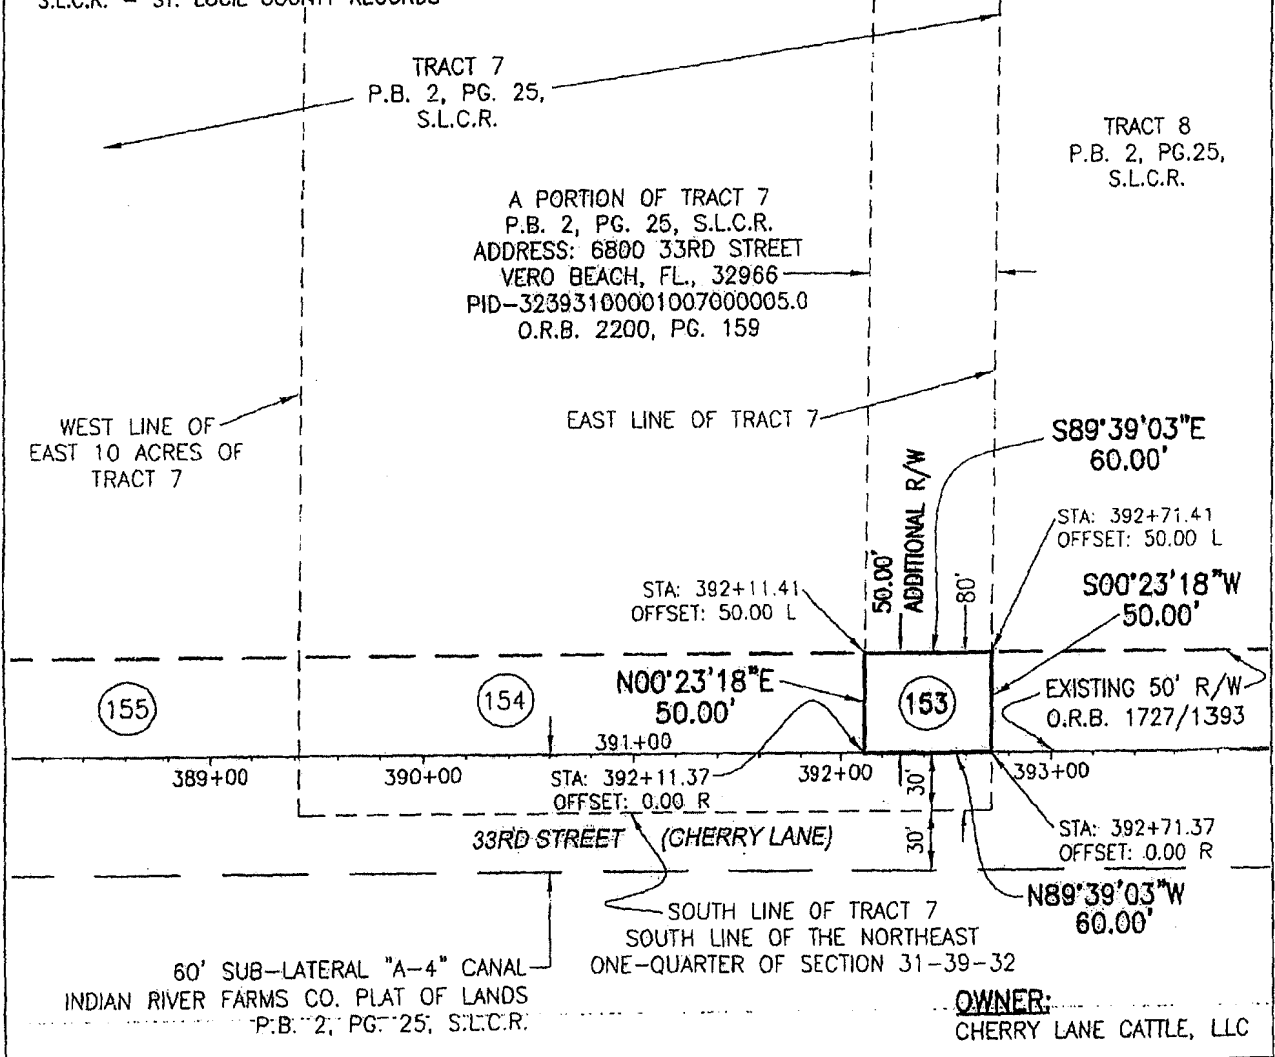 S.L.C.R. - ST. LUCIE COUNTY RECORDS
TRACT 7
P.B. 2, PG. 25,
S.L.C.R.
TRACT 8
P.B. 2, PG.25,
S.L.C.R.
A PORTION OF TRACT 7
P.B. 2, PG. 25, S.L.C.R.
ADDRESS: 6800 33RD STREET
VERO BEACH, FL., 32966
PID-32393100001007000005.0
O.R.B. 2200, PG. 159
WEST LINE OF
EAST 10 ACRES OF
TRACT 7
EAST LINE OF TRACT 7
S89°39'03"E
60.00'
50.00'
ADDITIONAL R/W
80'
STA: 392+71.41
OFFSET: 50.00 L
STA: 392+11.41
OFFSET: 50.00 L
S00°23'18"W
50.00'
N00°23'18"E
50.00'
155
154
153
EXISTING 50' R/W
O.R.B. 1727/1393
389+00
390+00
391+00
392+00
393+00
STA: 392+11.37
OFFSET: 0.00 R
30'
30'
33RD STREET (CHERRY LANE)
STA: 392+71.37
OFFSET: 0.00 R
N89°39'03"W
60.00'
SOUTH LINE OF TRACT 7
SOUTH LINE OF THE NORTHEAST
ONE-QUARTER OF SECTION 31-39-32
60' SUB-LATERAL "A-4" CANAL
INDIAN RIVER FARMS CO. PLAT OF LANDS
P.B. 2, PG. 25, S.L.C.R.
OWNER:
CHERRY LANE CATTLE, LLC